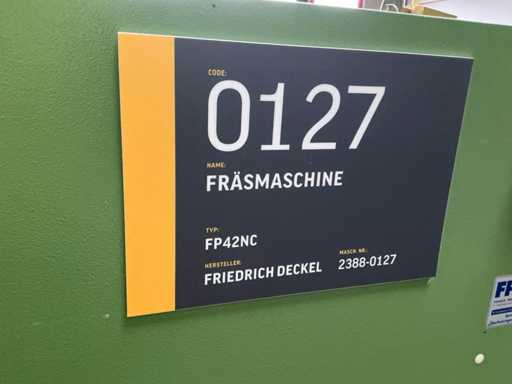 CODE:
0127
NAME:
FRÄSMASCHINE
TYP:
FP42NC
HERSTELLER:
FRIEDRICH DECKEL
MASCH. NR.:
2388-0127